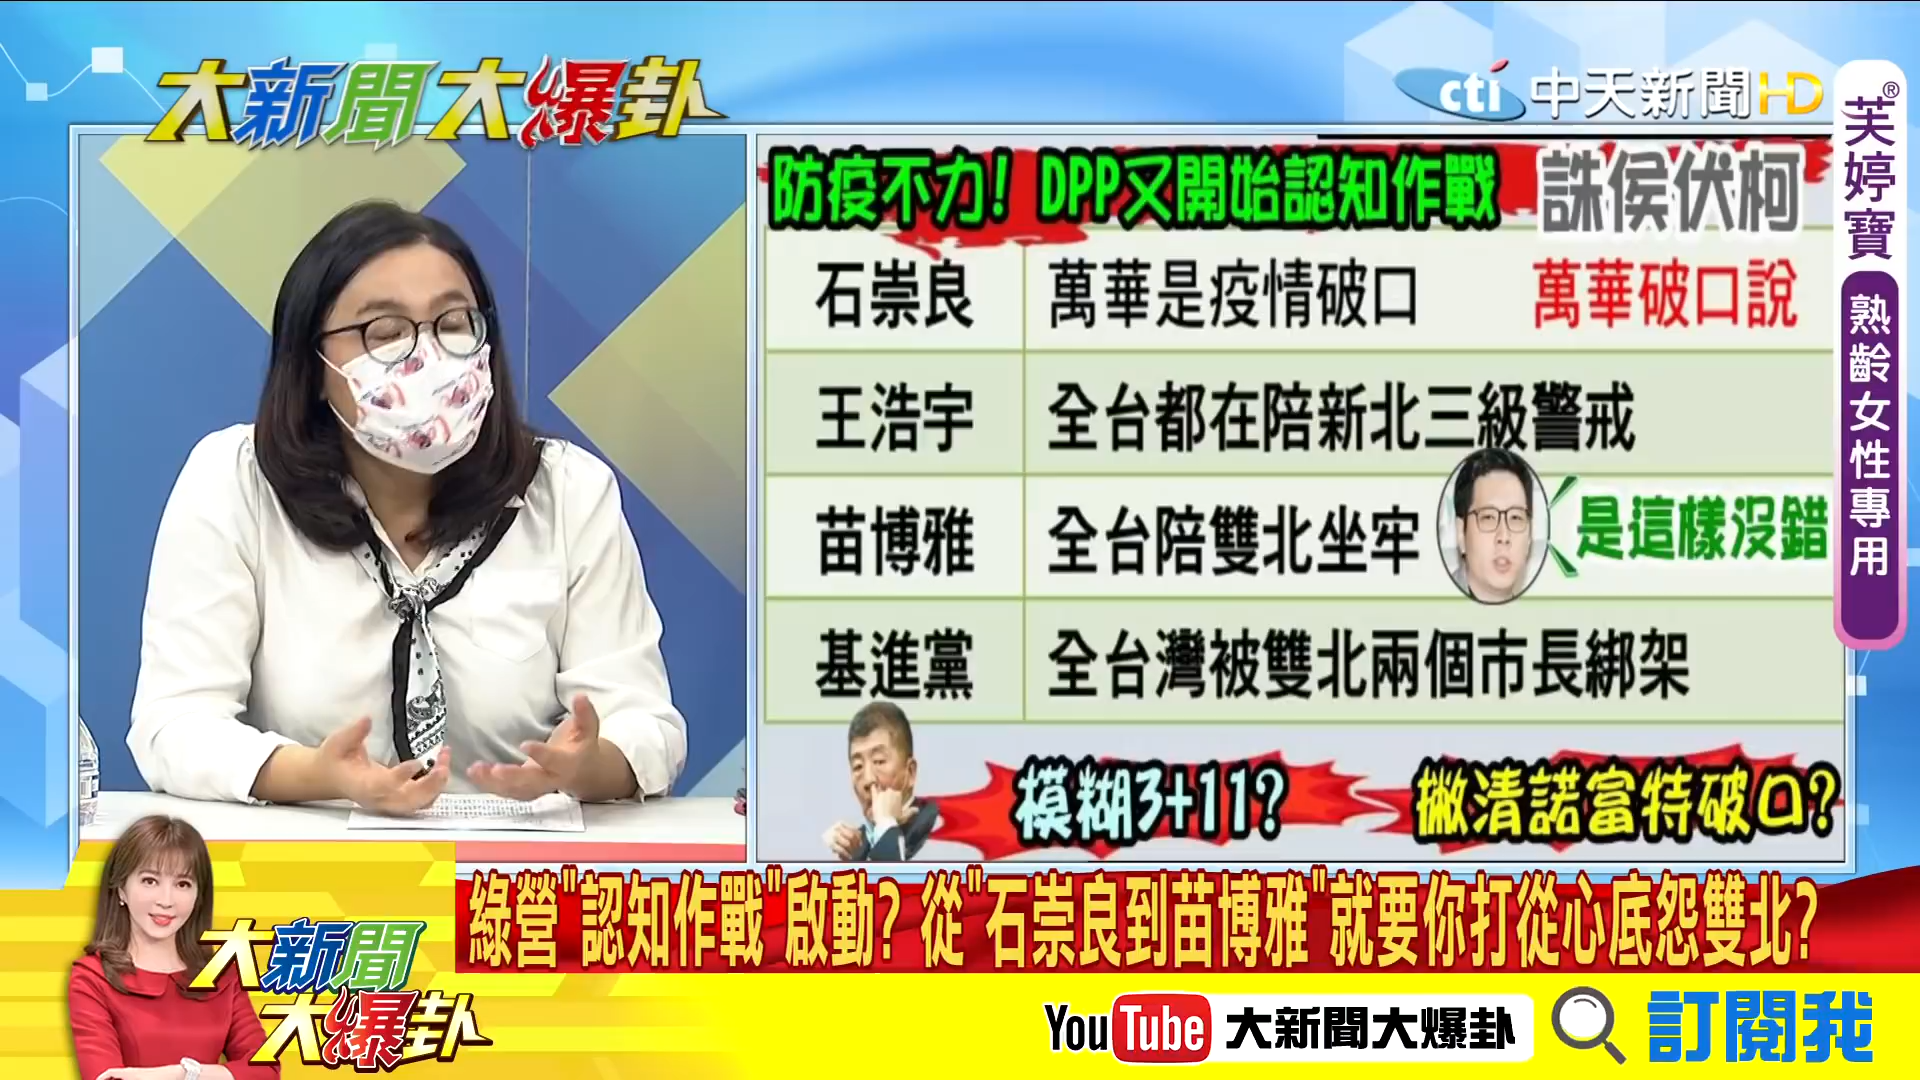 大新聞大爆卦
cti 中天新聞HD
芙婷寶®
熟齡女性專用
防疫不力! DPP又開始認知作戰 誅侯伏柯
石崇良 萬華是疫情破口 萬華破口說
王浩宇 全台都在陪新北三級警戒
苗博雅 全台陪雙北坐牢 是這樣沒錯
基進黨 全台灣被雙北兩個市長綁架
模糊3+11? 撇清諾富特破口?
綠營"認知作戰"啟動? 從"石崇良到苗博雅"就要你打從心底怨雙北?
大新聞
大爆卦
YouTube 大新聞大爆卦 訂閱我